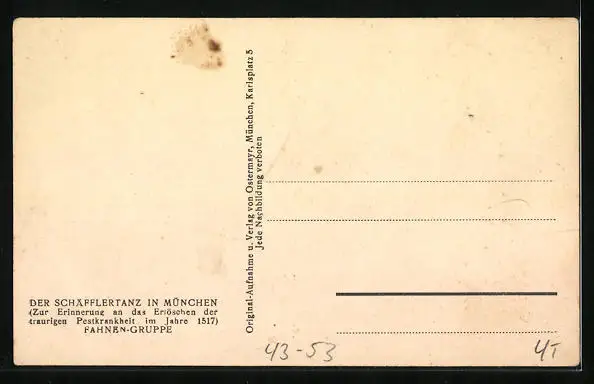 DER SCHÄFFLERTANZ IN MÜNCHEN
(Zur Erinnerung an das Erlöschen der
traurigen Pestkrankheit im Jahre 1517)
FAHNEN-GRUPPE
Original-Aufnahme u. Verlag von Ostermayr, München, Karlsplatz 5
Jede Nachbildung verboten
43-53
4T